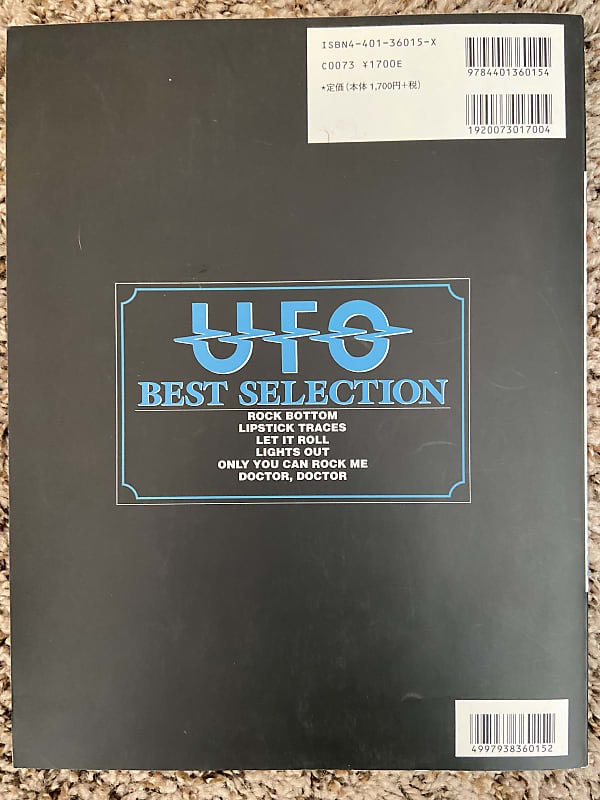 ISBN4-401-36015-X
C0073 ¥1700E
*定価(本体1,700円+税)
9784401360154
1920073017004
UFO
BEST SELECTION
ROCK BOTTOM
LIPSTICK TRACES
LET IT ROLL
LIGHTS OUT
ONLY YOU CAN ROCK ME
DOCTOR, DOCTOR
4997938360152